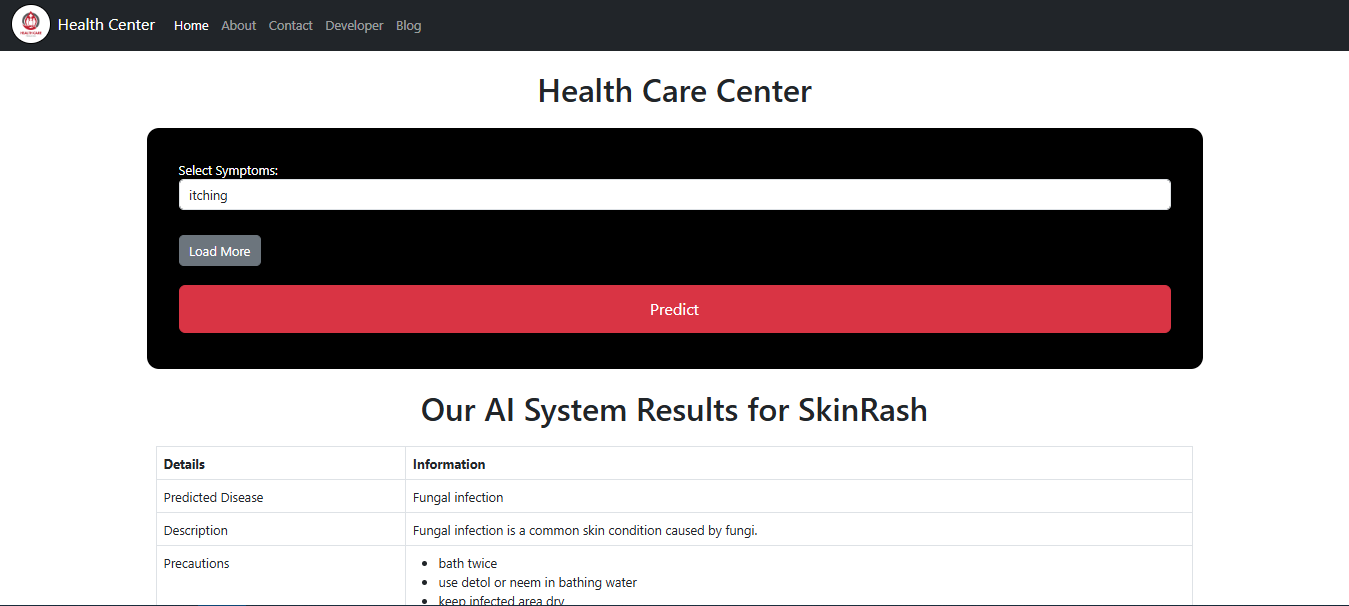 HEALTH CARE
Health Center Home About Contact Developer Blog
Health Care Center
Select Symptoms:
itching
Load More
Predict
Our AI System Results for SkinRash
Details Information
Predicted Disease Fungal infection
Description Fungal infection is a common skin condition caused by fungi.
Precautions • bath twice
• use detol or neem in bathing water
• keep infected area dry